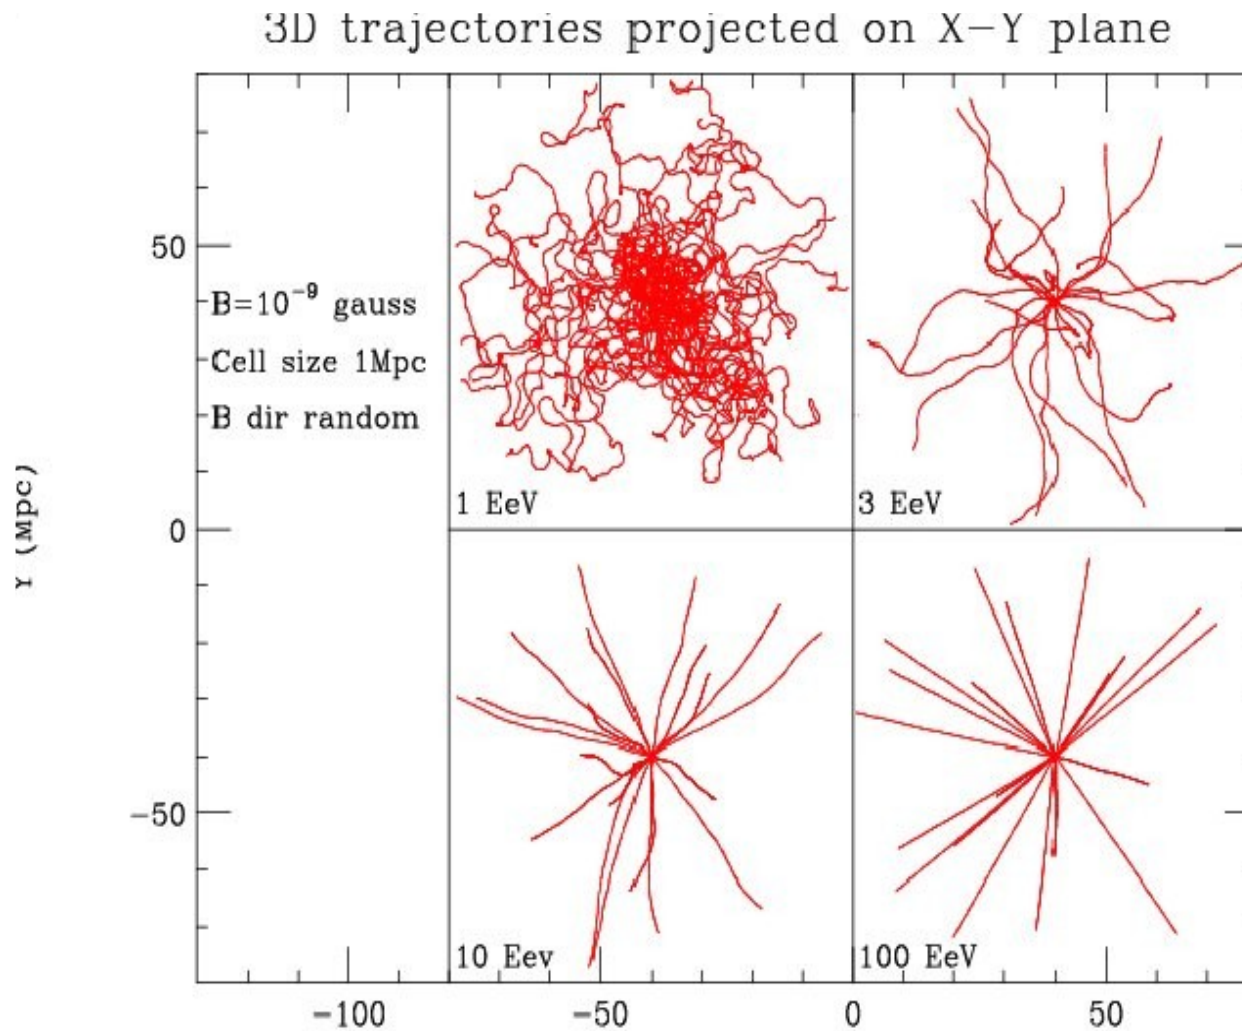 3D trajectories projected on X-Y plane
50
B=10⁻⁹ gauss
Cell size 1Mpc
B dir random
1 EeV
3 EeV
Y (Mpc)
0
-50
10 Eev
100 EeV
-100
-50
0
50